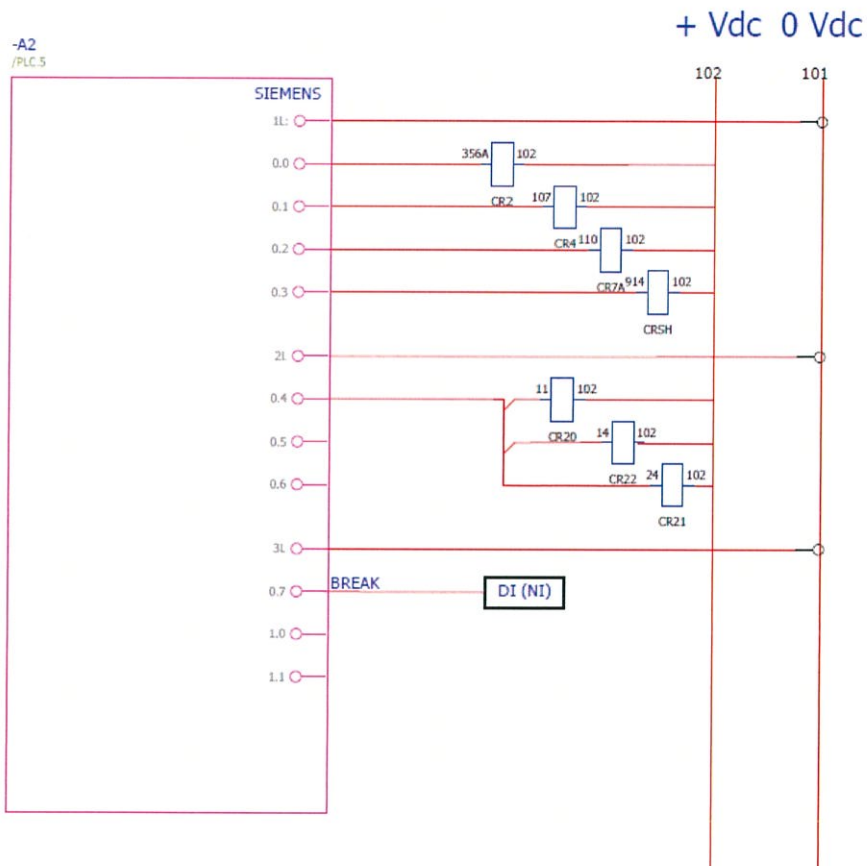 + Vdc 0 Vdc
-A2
/PLC.5
102 101
SIEMENS
1L:
0.0 356A 102
CR2
0.1 107 102
CR4
0.2 110 102
CR7A
0.3 914 102
CRSH
2l
0.4 11 102
CR20
0.5 14 102
CR22
0.6 24 102
CR21
3l
0.7 BREAK DI (NI)
1.0
1.1